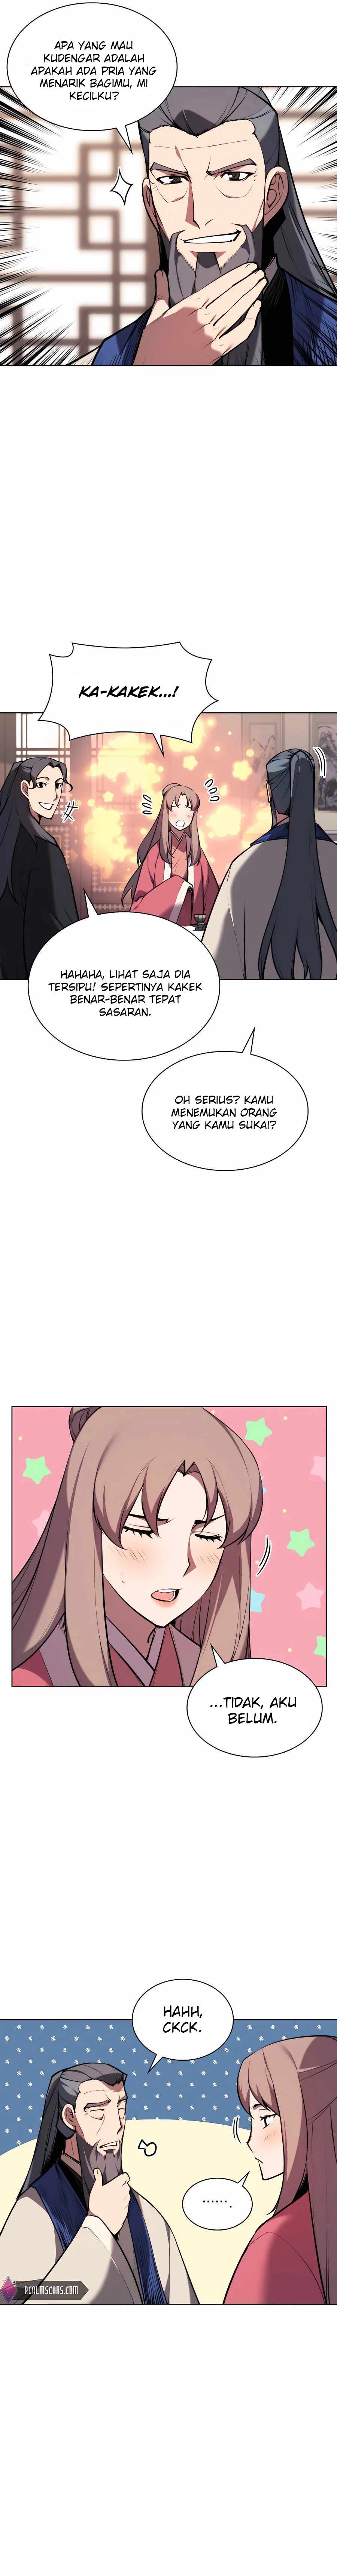 APA YANG MAU
KUDENGAR ADALAH
APAKAH ADA PRIA YANG
MENARIK BAGIMU, MI
KECILKU?
KA-KAKEK...!
HAHAHA, LIHAT SAJA DIA
TERSIPU! SEPERTINYA KAKEK
BENAR-BENAR TEPAT
SASARAN.
OH SERIUS? KAMU
MENEMUKAN ORANG
YANG KAMU SUKAI?
...TIDAK, AKU
BELUM.
HAHH,
CKCK.
.......
REALMSCANS.COM